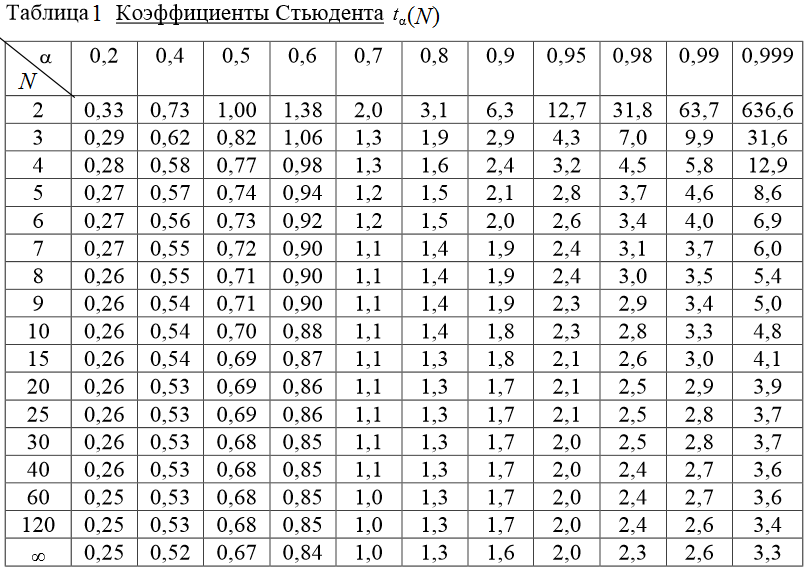 Таблица 1 Коэффициенты Стьюдента tα(N)
α 0,2 0,4 0,5 0,6 0,7 0,8 0,9 0,95 0,98 0,99 0,999
N
2 0,33 0,73 1,00 1,38 2,0 3,1 6,3 12,7 31,8 63,7 636,6
3 0,29 0,62 0,82 1,06 1,3 1,9 2,9 4,3 7,0 9,9 31,6
4 0,28 0,58 0,77 0,98 1,3 1,6 2,4 3,2 4,5 5,8 12,9
5 0,27 0,57 0,74 0,94 1,2 1,5 2,1 2,8 3,7 4,6 8,6
6 0,27 0,56 0,73 0,92 1,2 1,5 2,0 2,6 3,4 4,0 6,9
7 0,27 0,55 0,72 0,90 1,1 1,4 1,9 2,4 3,1 3,7 6,0
8 0,26 0,55 0,71 0,90 1,1 1,4 1,9 2,4 3,0 3,5 5,4
9 0,26 0,54 0,71 0,90 1,1 1,4 1,9 2,3 2,9 3,4 5,0
10 0,26 0,54 0,70 0,88 1,1 1,4 1,8 2,3 2,8 3,3 4,8
15 0,26 0,54 0,69 0,87 1,1 1,3 1,8 2,1 2,6 3,0 4,1
20 0,26 0,53 0,69 0,86 1,1 1,3 1,7 2,1 2,5 2,9 3,9
25 0,26 0,53 0,69 0,86 1,1 1,3 1,7 2,1 2,5 2,8 3,7
30 0,26 0,53 0,68 0,85 1,1 1,3 1,7 2,0 2,5 2,8 3,7
40 0,26 0,53 0,68 0,85 1,1 1,3 1,7 2,0 2,4 2,7 3,6
60 0,25 0,53 0,68 0,85 1,0 1,3 1,7 2,0 2,4 2,7 3,6
120 0,25 0,53 0,68 0,85 1,0 1,3 1,7 2,0 2,4 2,6 3,4
∞ 0,25 0,52 0,67 0,84 1,0 1,3 1,6 2,0 2,3 2,6 3,3